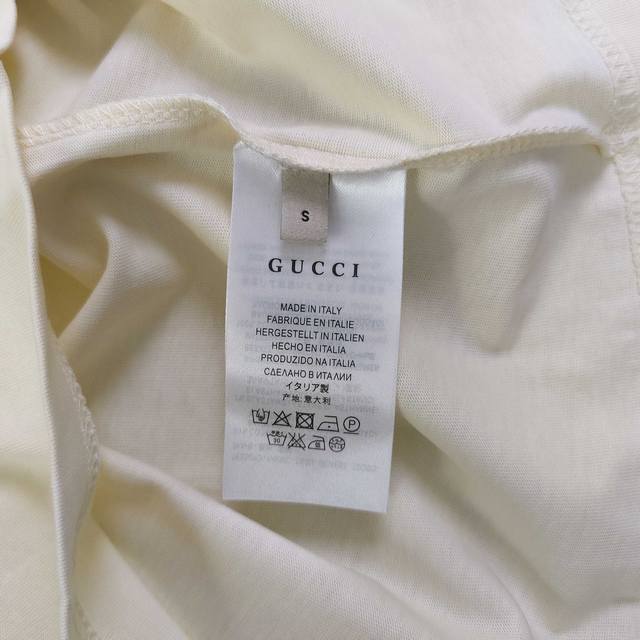 S
GUCCI
MADE IN ITALY
FABRIQUE EN ITALIE
HERGESTELLT IN ITALIEN
HECHO EN ITALIA
PRODUZIDO NA ITALIA
СДЕЛАНО В ИТАЛИИ
イタリア製
产地: 意大利
P